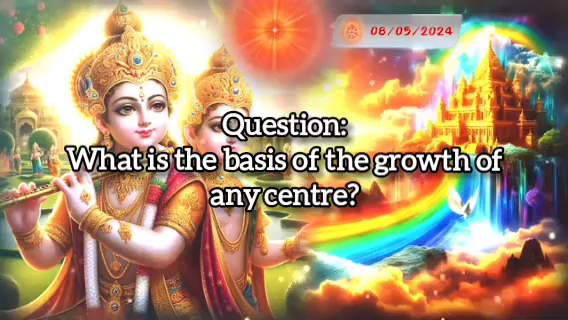 08/05/2024
Question:
What is the basis of the growth of
any centre?